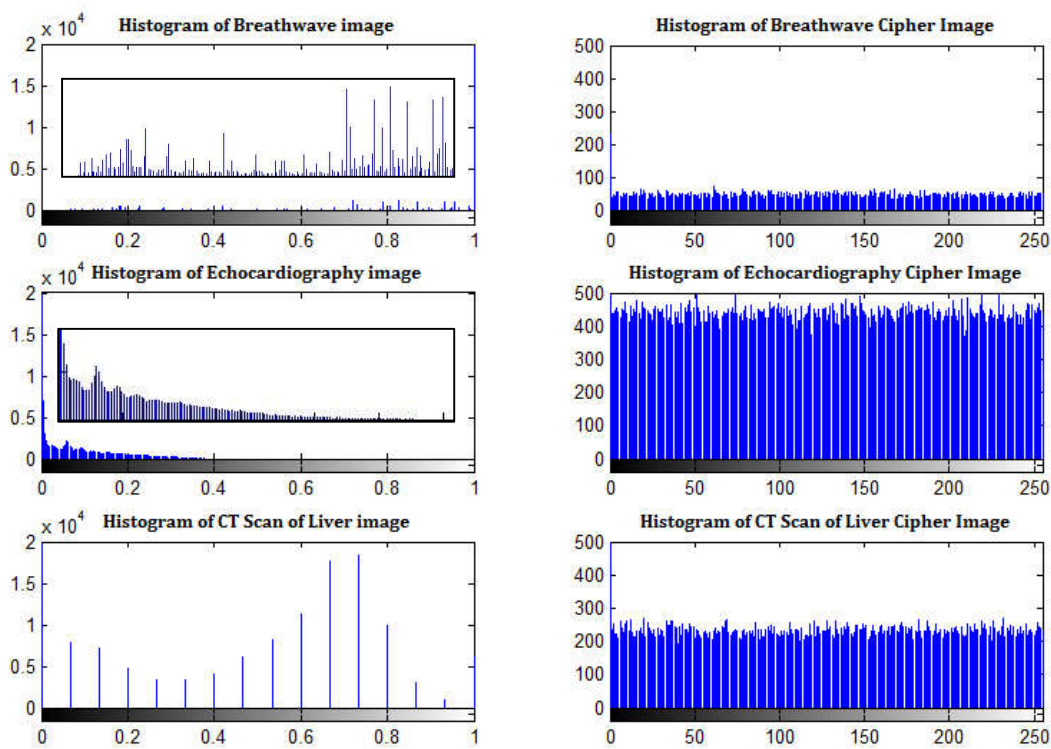 Histogram of Breathwave image
x 10^4
2
1.5
1
0.5
0
0 0.2 0.4 0.6 0.8 1
Histogram of Breathwave Cipher Image
500
400
300
200
100
0
0 50 100 150 200 250
Histogram of Echocardiography image
x 10^4
2
1.5
1
0.5
0
0 0.2 0.4 0.6 0.8 1
Histogram of Echocardiography Cipher Image
500
400
300
200
100
0
0 50 100 150 200 250
Histogram of CT Scan of Liver image
x 10^4
2
1.5
1
0.5
0
0 0.2 0.4 0.6 0.8 1
Histogram of CT Scan of Liver Cipher Image
500
400
300
200
100
0
0 50 100 150 200 250